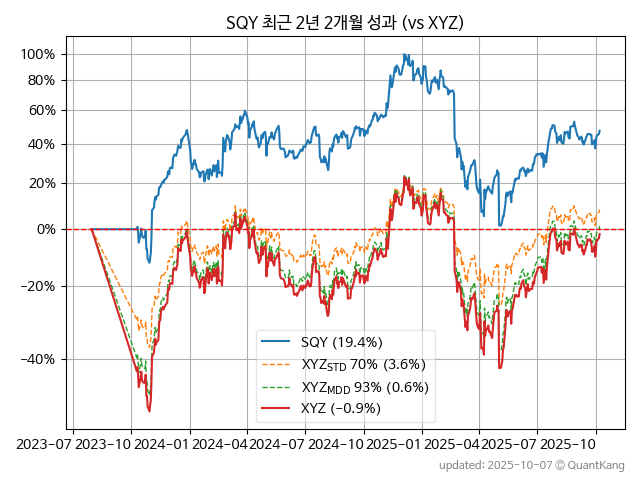 SQY 최근 2년 2개월 성과 (vs XYZ)
100%
80%
60%
40%
20%
0%
−20%
−40%
SQY (19.4%)
XYZSTD 70% (3.6%)
XYZMDD 93% (0.6%)
XYZ (−0.9%)
2023-07 2023-10 2024-01 2024-04 2024-07 2024-10 2025-01 2025-04 2025-07 2025-10
updated: 2025-10-07 © QuantKang